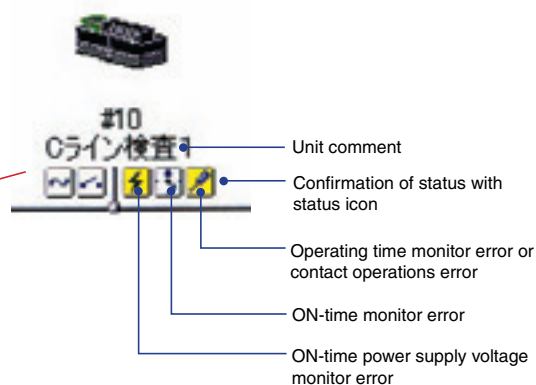 #10
Cライン検査1
Unit comment
Confirmation of status with
status icon
Operating time monitor error or
contact operations error
ON-time monitor error
ON-time power supply voltage
monitor error